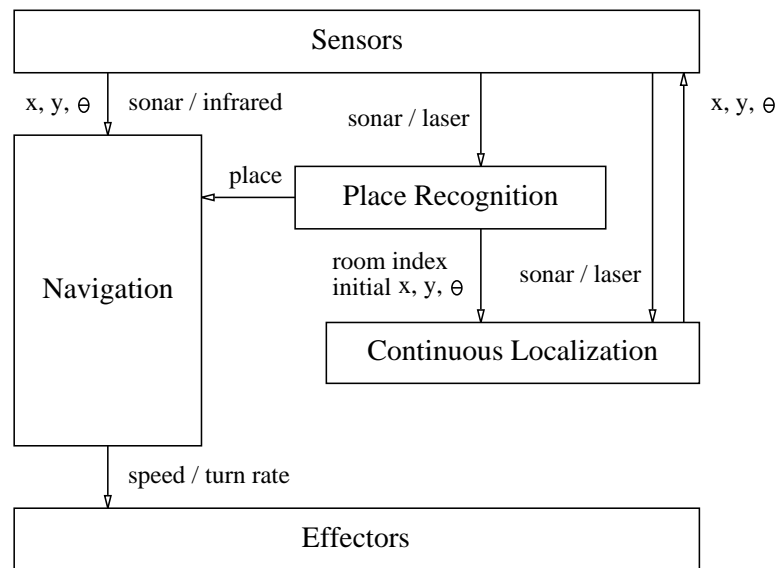 Sensors
x, y, θ
sonar / infrared
sonar / laser
x, y, θ
place
Place Recognition
room index
initial x, y, θ
sonar / laser
Navigation
Continuous Localization
speed / turn rate
Effectors